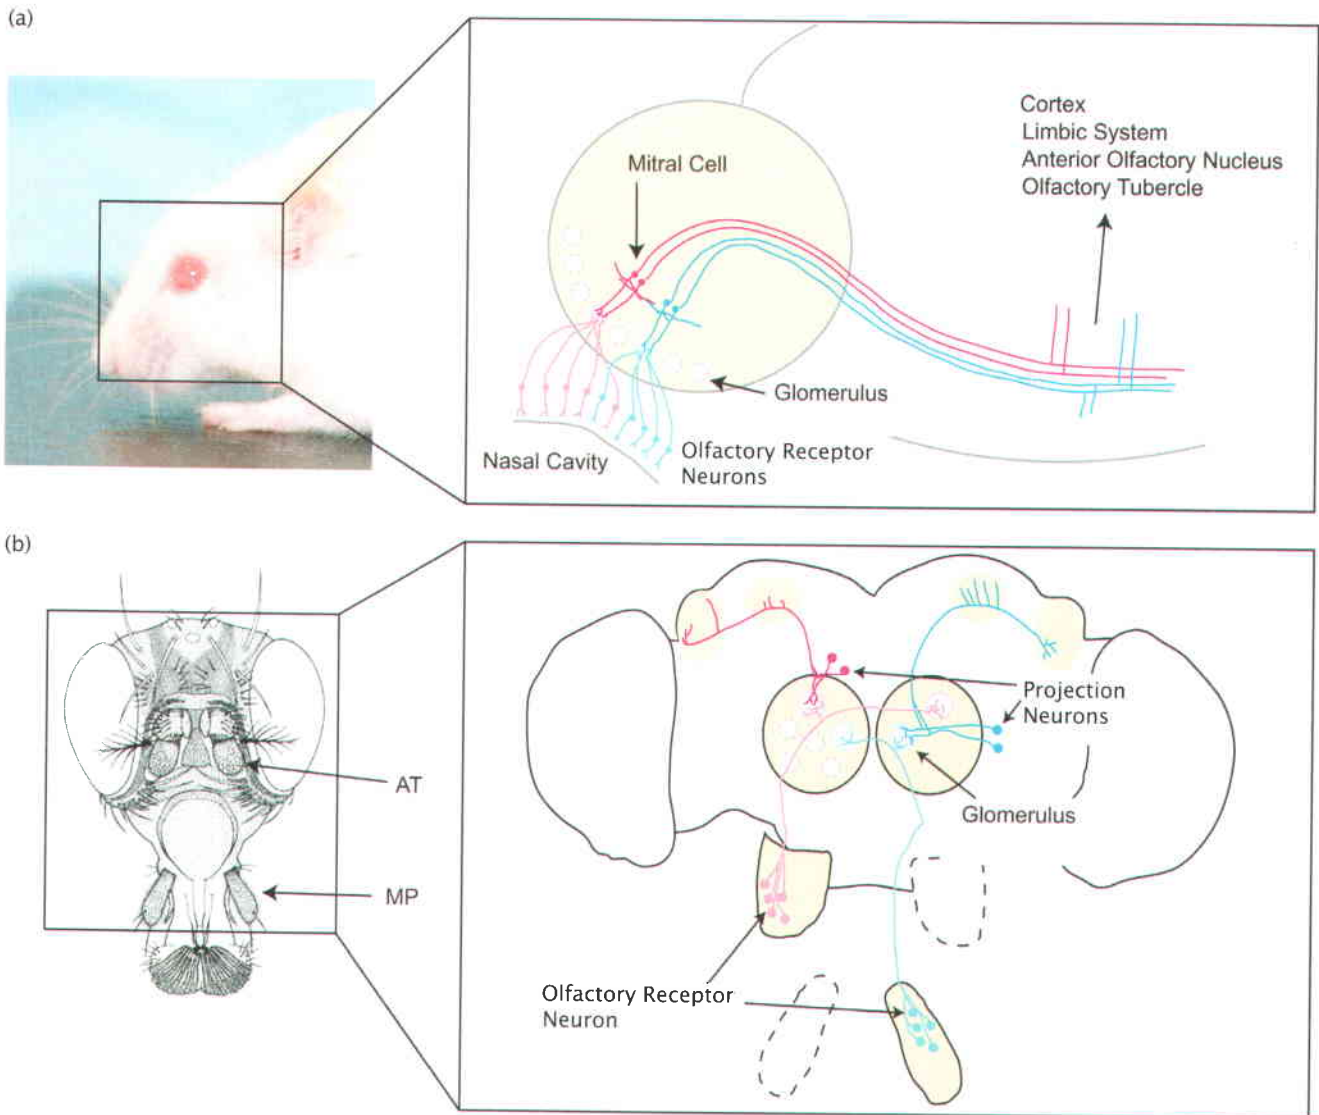 (a)
Mitral Cell
Cortex
Limbic System
Anterior Olfactory Nucleus
Olfactory Tubercle
Glomerulus
Nasal Cavity
Olfactory Receptor
Neurons
(b)
AT
MP
Projection
Neurons
Glomerulus
Olfactory Receptor
Neuron